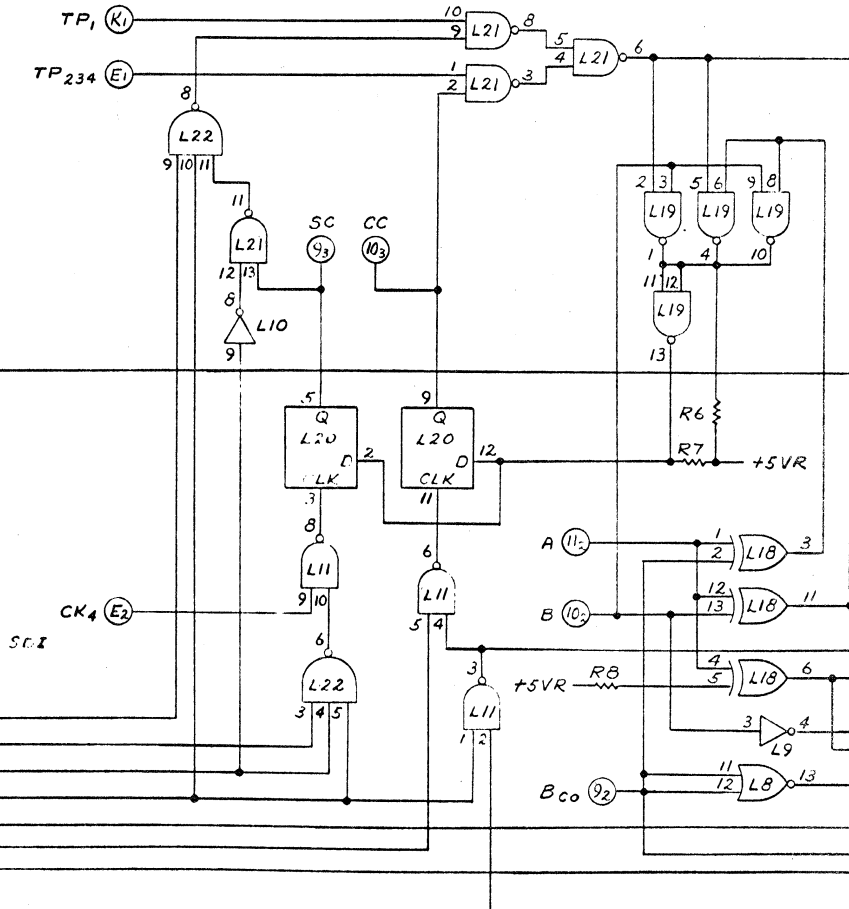 TP1 K1 10 9 L21 8
5 4 L21 6
TP234 E1 1 2 L21 3
8
L22
9 10 11
11
L21
12 13
8
L10
9
SC
9₃
CC
10₃
2 3 5 6 9 8
L19 L19 L19
1 4 10
11 12
L19
13
R6
R7 +5VR
5 9
Q Q
L20 L20
D 2 D 12
CLK CLK
3 11
8
L11
9 10
6
L11
5 4
CK4 E2
6
L22
3 4 5
3
L11
1 2
A 11₂ 1 2 L18 3
B 10₂ 12 13 L18 11
+5VR R8 4 5 L18 6
3 L9 4
BCO 9₂ 11 12 L8 13